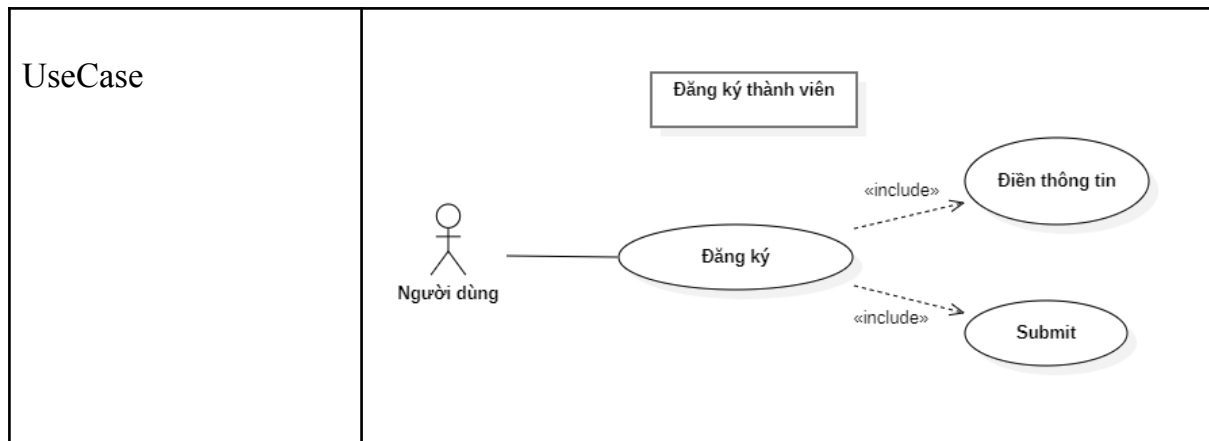 UseCase
Đăng ký thành viên
Điền thông tin
«include»
Đăng ký
Người dùng
«include»
Submit